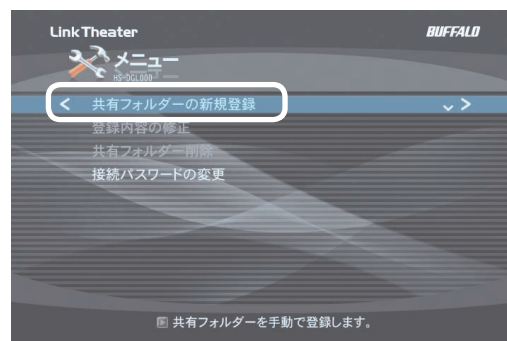 LinkTheater
BUFFALO
メニュー
HS-DGL000
共有フォルダーの新規登録
登録内容の修正
共有フォルダー削除
接続パスワードの変更
共有フォルダーを手動で登録します。